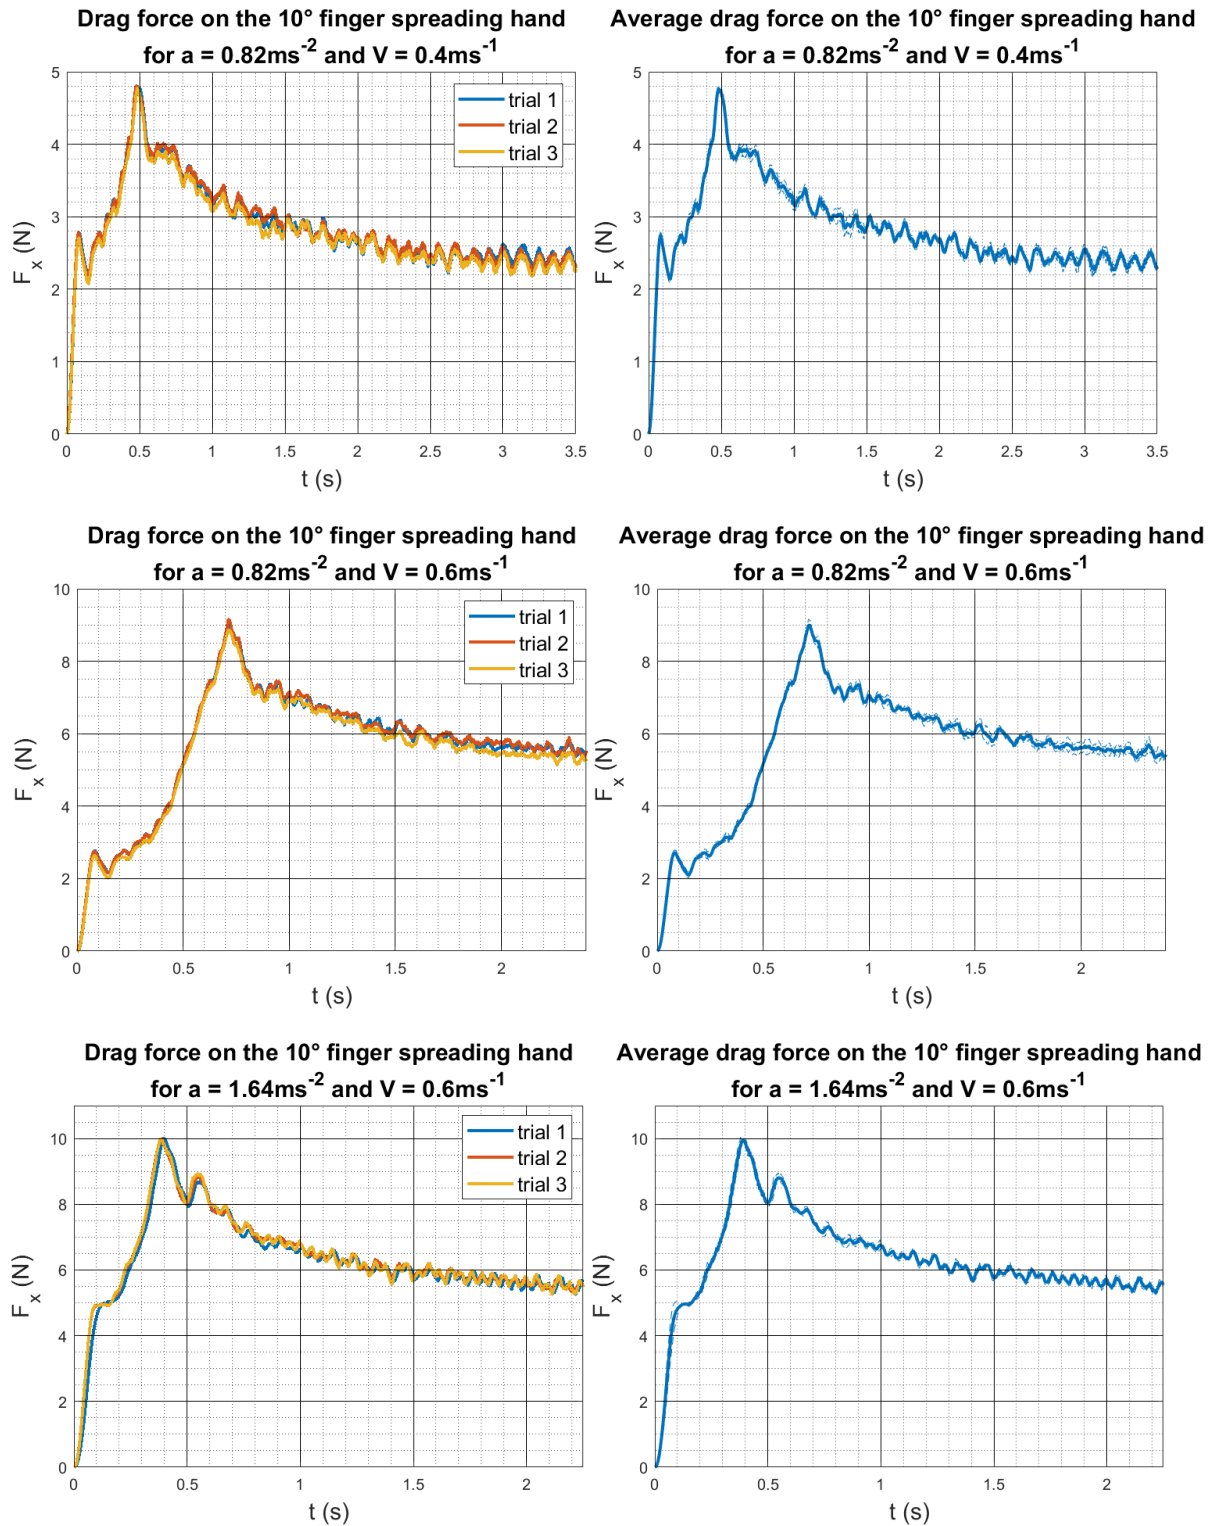 Drag force on the 10° finger spreading hand
for a = 0.82ms-2 and V = 0.4ms-1
5
4
3
2
1
0
F x (N)
trial 1
trial 2
trial 3
0 0.5 1 1.5 2 2.5 3 3.5
t (s)
Average drag force on the 10° finger spreading hand
for a = 0.82ms-2 and V = 0.4ms-1
5
4
3
2
1
0
F x (N)
0 0.5 1 1.5 2 2.5 3 3.5
t (s)
Drag force on the 10° finger spreading hand
for a = 0.82ms-2 and V = 0.6ms-1
10
8
6
4
2
0
F x (N)
trial 1
trial 2
trial 3
0 0.5 1 1.5 2
t (s)
Average drag force on the 10° finger spreading hand
for a = 0.82ms-2 and V = 0.6ms-1
10
8
6
4
2
0
F x (N)
0 0.5 1 1.5 2
t (s)
Drag force on the 10° finger spreading hand
for a = 1.64ms-2 and V = 0.6ms-1
10
8
6
4
2
0
F x (N)
trial 1
trial 2
trial 3
0 0.5 1 1.5 2
t (s)
Average drag force on the 10° finger spreading hand
for a = 1.64ms-2 and V = 0.6ms-1
10
8
6
4
2
0
F x (N)
0 0.5 1 1.5 2
t (s)